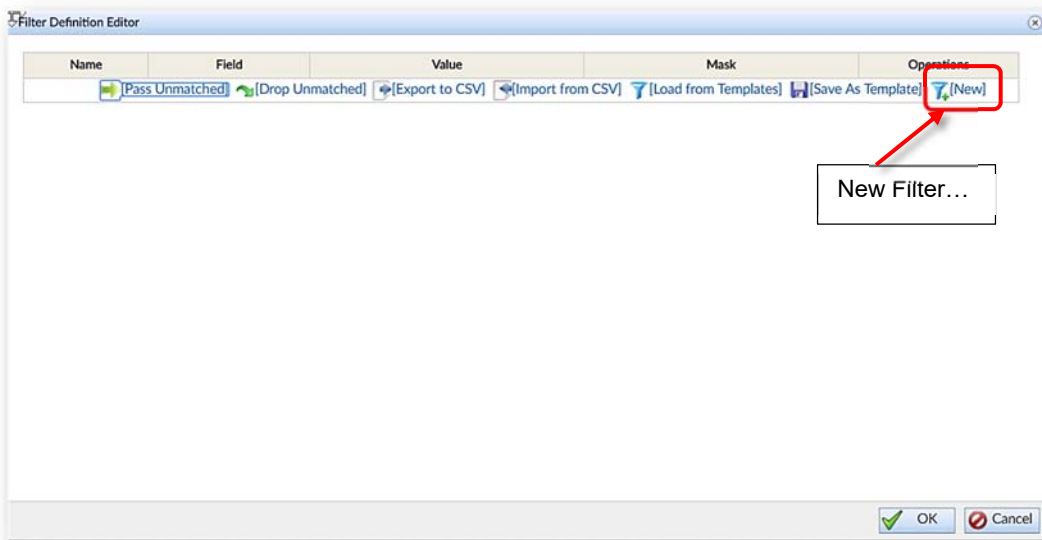 Filter Definition Editor
Name Field Value Mask Operations
[Pass Unmatched] [Drop Unmatched] [Export to CSV] [Import from CSV] [Load from Templates] [Save As Template] [New]
New Filter…
OK Cancel